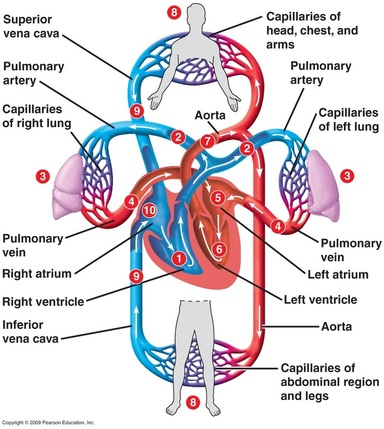 8
Capillaries of
head, chest, and
arms
Superior
vena cava
Pulmonary
artery
Pulmonary
artery
Capillaries
of right lung
9
Aorta
Capillaries
of left lung
2
7
2
3
3
4
10
5
4
Pulmonary
vein
6
Pulmonary
vein
Right atrium
1
Left atrium
9
Right ventricle
Left ventricle
Inferior
vena cava
Aorta
Capillaries of
abdominal region
and legs
8
Copyright © 2009 Pearson Education, Inc.